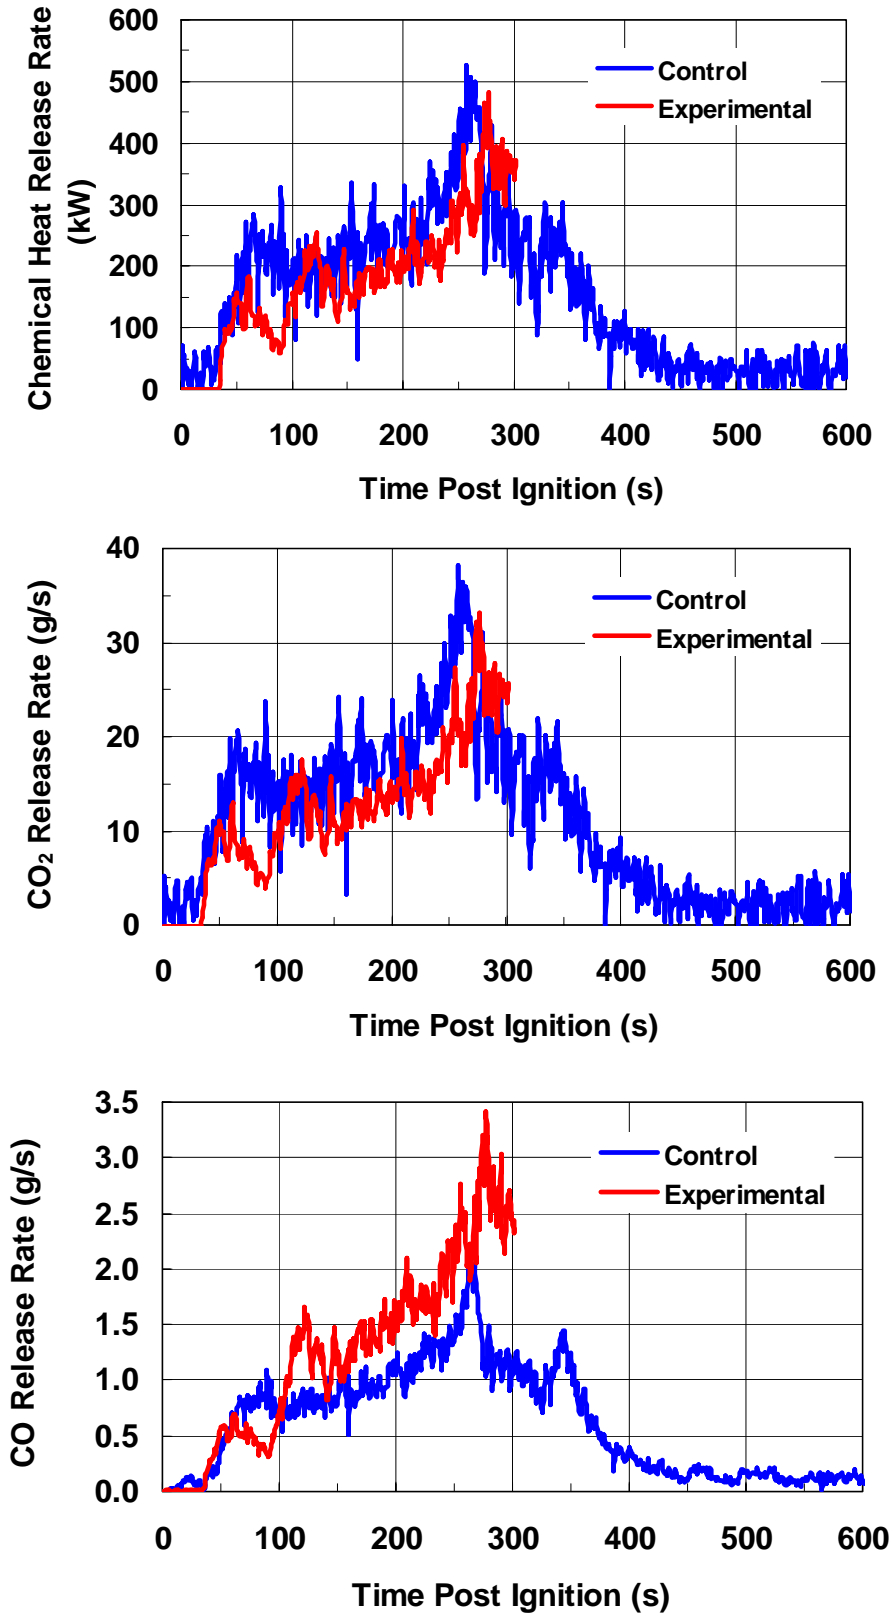 Chemical Heat Release Rate
(kW)
600
500
400
300
200
100
0
Control
Experimental
0 100 200 300 400 500 600
Time Post Ignition (s)
CO₂ Release Rate (g/s)
40
30
20
10
0
Control
Experimental
0 100 200 300 400 500 600
Time Post Ignition (s)
CO Release Rate (g/s)
3.5
3.0
2.5
2.0
1.5
1.0
0.5
0.0
Control
Experimental
0 100 200 300 400 500 600
Time Post Ignition (s)